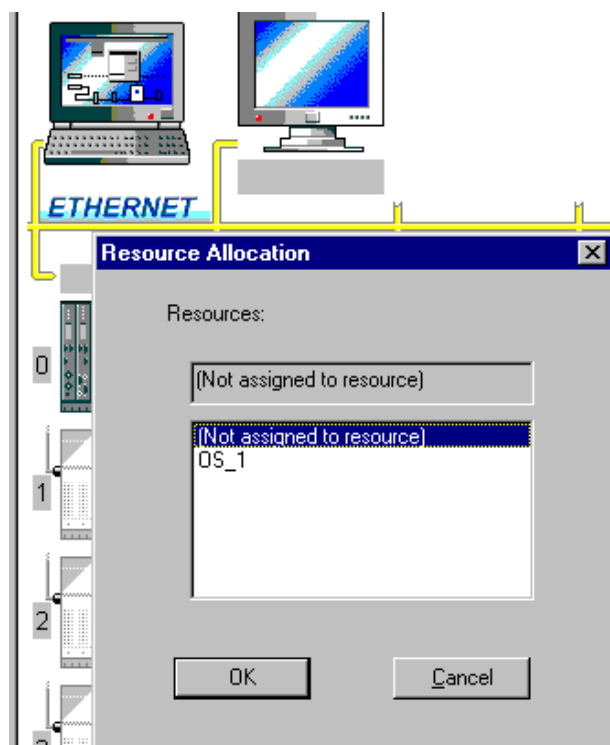 ETHERNET
Resource Allocation
Resources:
0
(Not assigned to resource)
(Not assigned to resource)
OS_1
1
2
OK
Cancel